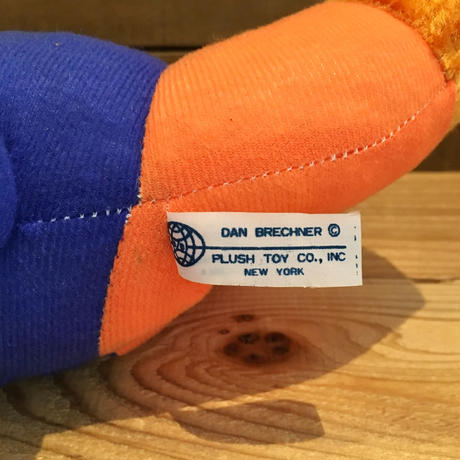 DAN BRECHNER ©
PLUSH TOY CO., INC
NEW YORK